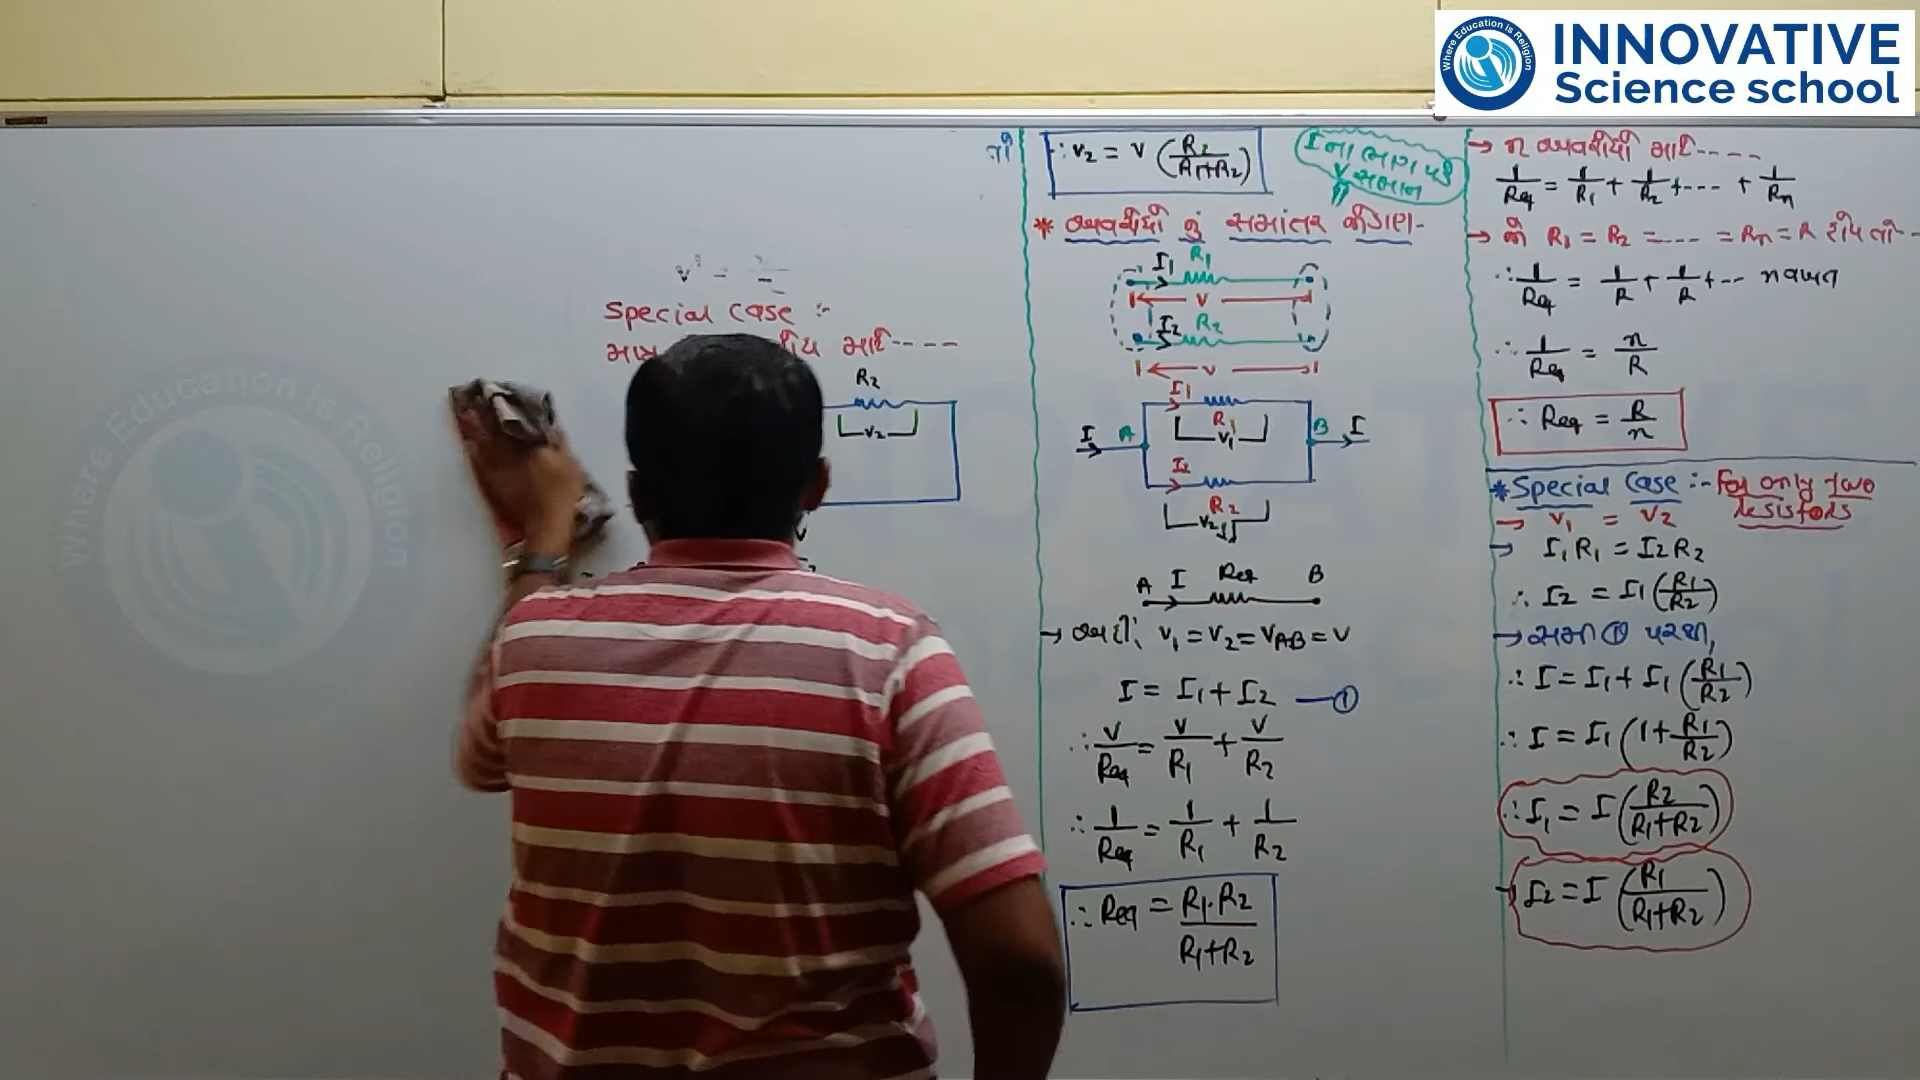 Where Education is Religion
INNOVATIVE
Science school
Special case :-
માટે ----
R2
V2
તો
∴ V2 = V (R2/R1+R2)
I ના ભાગ પડે
V સમાન
* અવરોધો નું સમાંતર જોડાણ-
I1 R1
V
I2 R2
V
I1
R1
V1
I A B I
I2
R2
V2
A I Req B
→ અહીં, V1 = V2 = VAB = V
I = I1 + I2 —①
∴ V/Req = V/R1 + V/R2
∴ 1/Req = 1/R1 + 1/R2
∴ Req = R1·R2/R1+R2
→ n અવરોધો માટે ----
1/Req = 1/R1 + 1/R2 +--- + 1/Rn
→ જો R1 = R2 =---- = Rn = R હોય તો--
∴ 1/Req = 1/R + 1/R +-- n વખત
∴ 1/Req = n/R
∴ Req = R/n
* Special Case :- For only two
resistors
→ V1 = V2
→ I1R1 = I2R2
∴ I2 = I1(R1/R2)
→ સમી ① પરથી,
∴ I = I1 + I1 (R1/R2)
∴ I = I1 (1+R1/R2)
∴ I1 = I (R2/R1+R2)
→ I2 = I (R1/R1+R2)